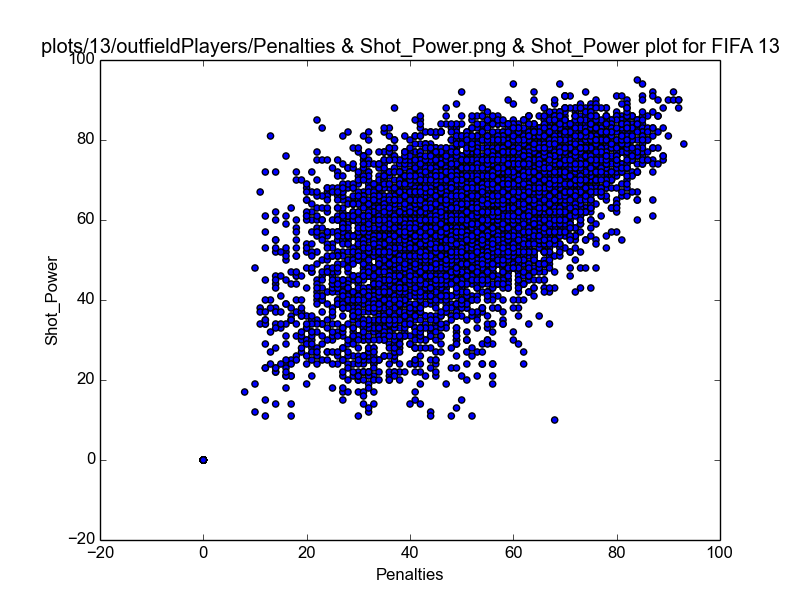 plots/13/outfieldPlayers/Penalties & Shot_Power.png & Shot_Power plot for FIFA 13
100
80
60
40
20
0
−20
Shot_Power
−20 0 20 40 60 80 100
Penalties